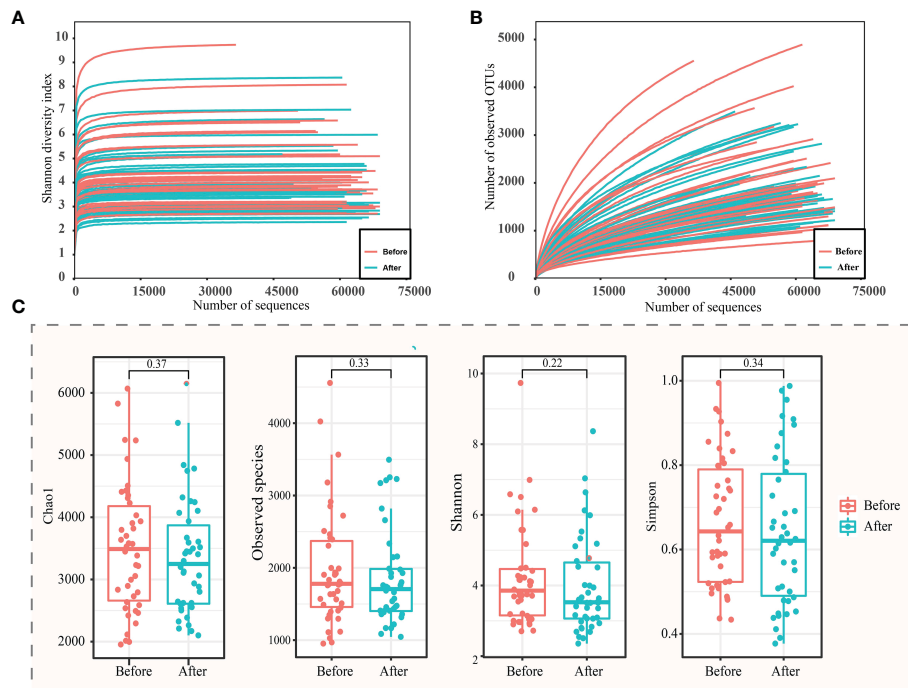 A
Shannon diversity index
10
9
8
7
6
5
4
3
2
1
0
0 15000 30000 45000 60000 75000
Number of sequences
Before
After
B
Number of observed OTUs
5000
4000
3000
2000
1000
0
0 15000 30000 45000 60000 75000
Number of sequences
Before
After
C
Chao1
6000
5000
4000
3000
2000
0.37
Before After
Observed species
4000
3000
2000
1000
0.33
Before After
Shannon
10
8
6
4
2
0.22
Before After
Simpson
1.0
0.8
0.6
0.4
0.34
Before After
Before
After